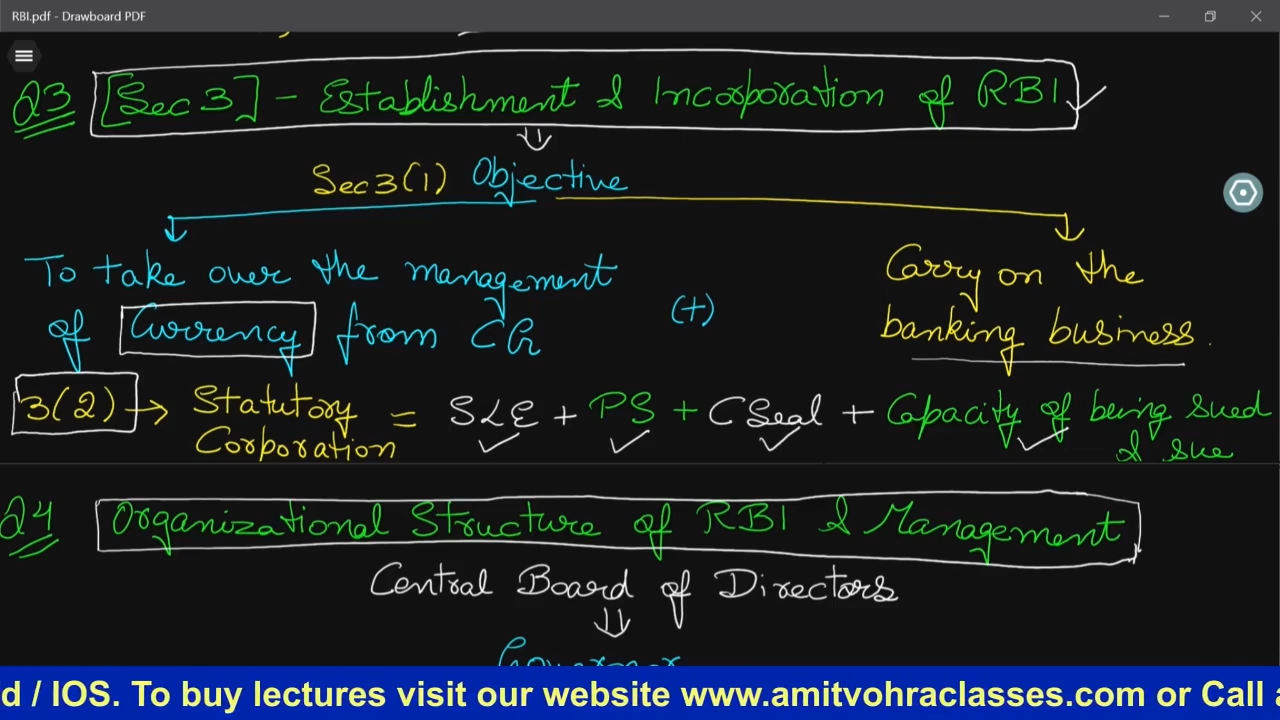 RBI.pdf - Drawboard PDF
Q3 [Sec 3] - Establishment & Incorporation of RBI
Sec 3(1) Objective
To take over the management
of Currency from CG
(+)
Carry on the
banking business.
3(2) → Statutory Corporation = SLE + PS + CSeal + Capacity of being sued & sue
Q4 Organizational Structure of RBI & Management
Central Board of Directors
Governor
d / IOS. To buy lectures visit our website www.amitvohraclasses.com or Call a